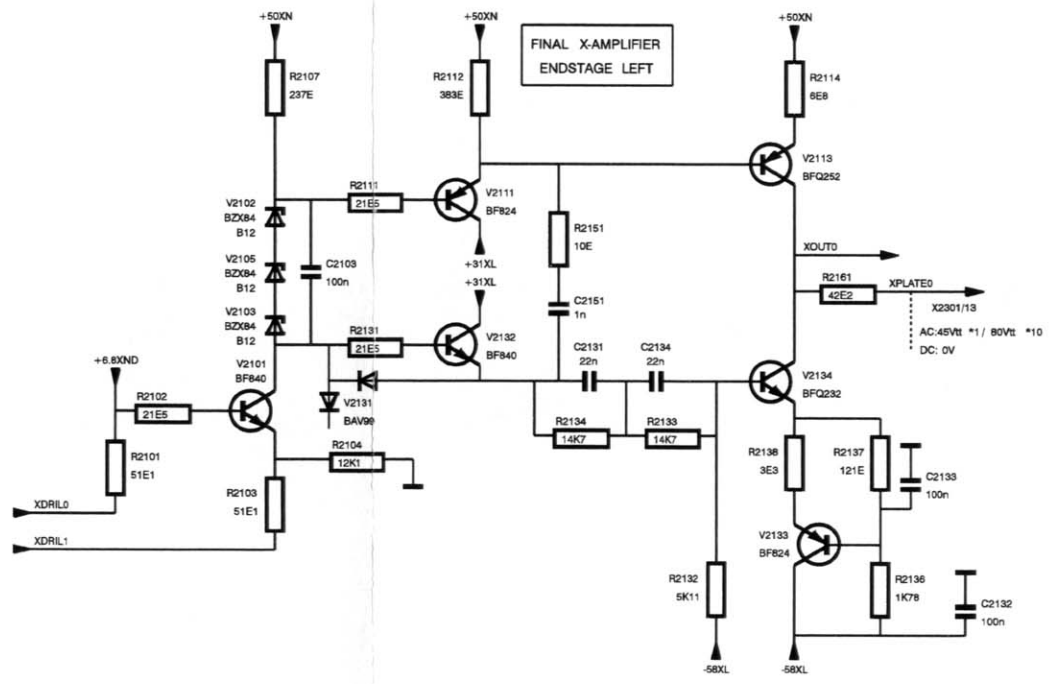 +50XN
+50XN
+50XN
FINAL X-AMPLIFIER
ENDSTAGE LEFT
R2107
237E
R2112
383E
R2114
6E8
V2113
BFQ252
V2102
BZX84
B12
R2111
21E5
V2111
BF824
V2105
BZX84
B12
C2103
100n
R2151
10E
+31XL
+31XL
XOUT0
R2161
42E2
XPLATE0
X2301/13
AC:45Vtt *1 / 80Vtt *10
DC: 0V
V2103
BZX84
B12
R2131
21E5
V2132
BF840
C2151
1n
C2131
22n
C2134
22n
+6.8XND
V2101
BF840
V2134
BFQ232
R2102
21E5
V2131
BAV99
R2134
14K7
R2133
14K7
R2101
51E1
R2104
12K1
R2138
3E3
R2137
121E
C2133
100n
R2103
51E1
XDRIL0
XDRIL1
V2133
BF824
R2132
5K11
R2136
1K78
C2132
100n
-58XL
-58XL